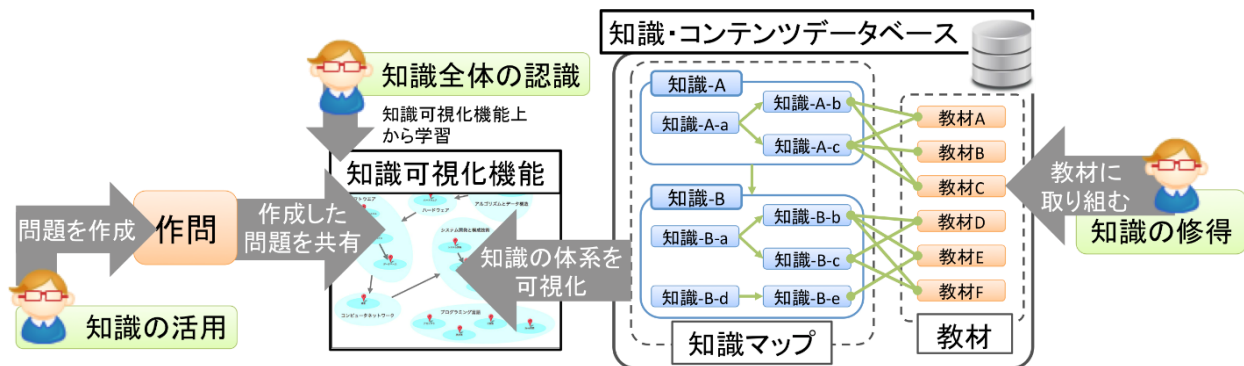 知識・コンテンツデータベース
知識全体の認識
知識可視化機能上
から学習
知識可視化機能
問題を作成
作問
作成した
問題を共有
知識の活用
ハードウェア
アルゴリズムとデータ構造
システム開発と構成技術
コンピュータネットワーク
プログラミング言語
知識の体系を
可視化
知識-A
知識-A-a
知識-A-b
知識-A-c
知識-B
知識-B-a
知識-B-b
知識-B-c
知識-B-d
知識-B-e
知識マップ
教材A
教材B
教材C
教材D
教材E
教材F
教材
教材に
取り組む
知識の修得